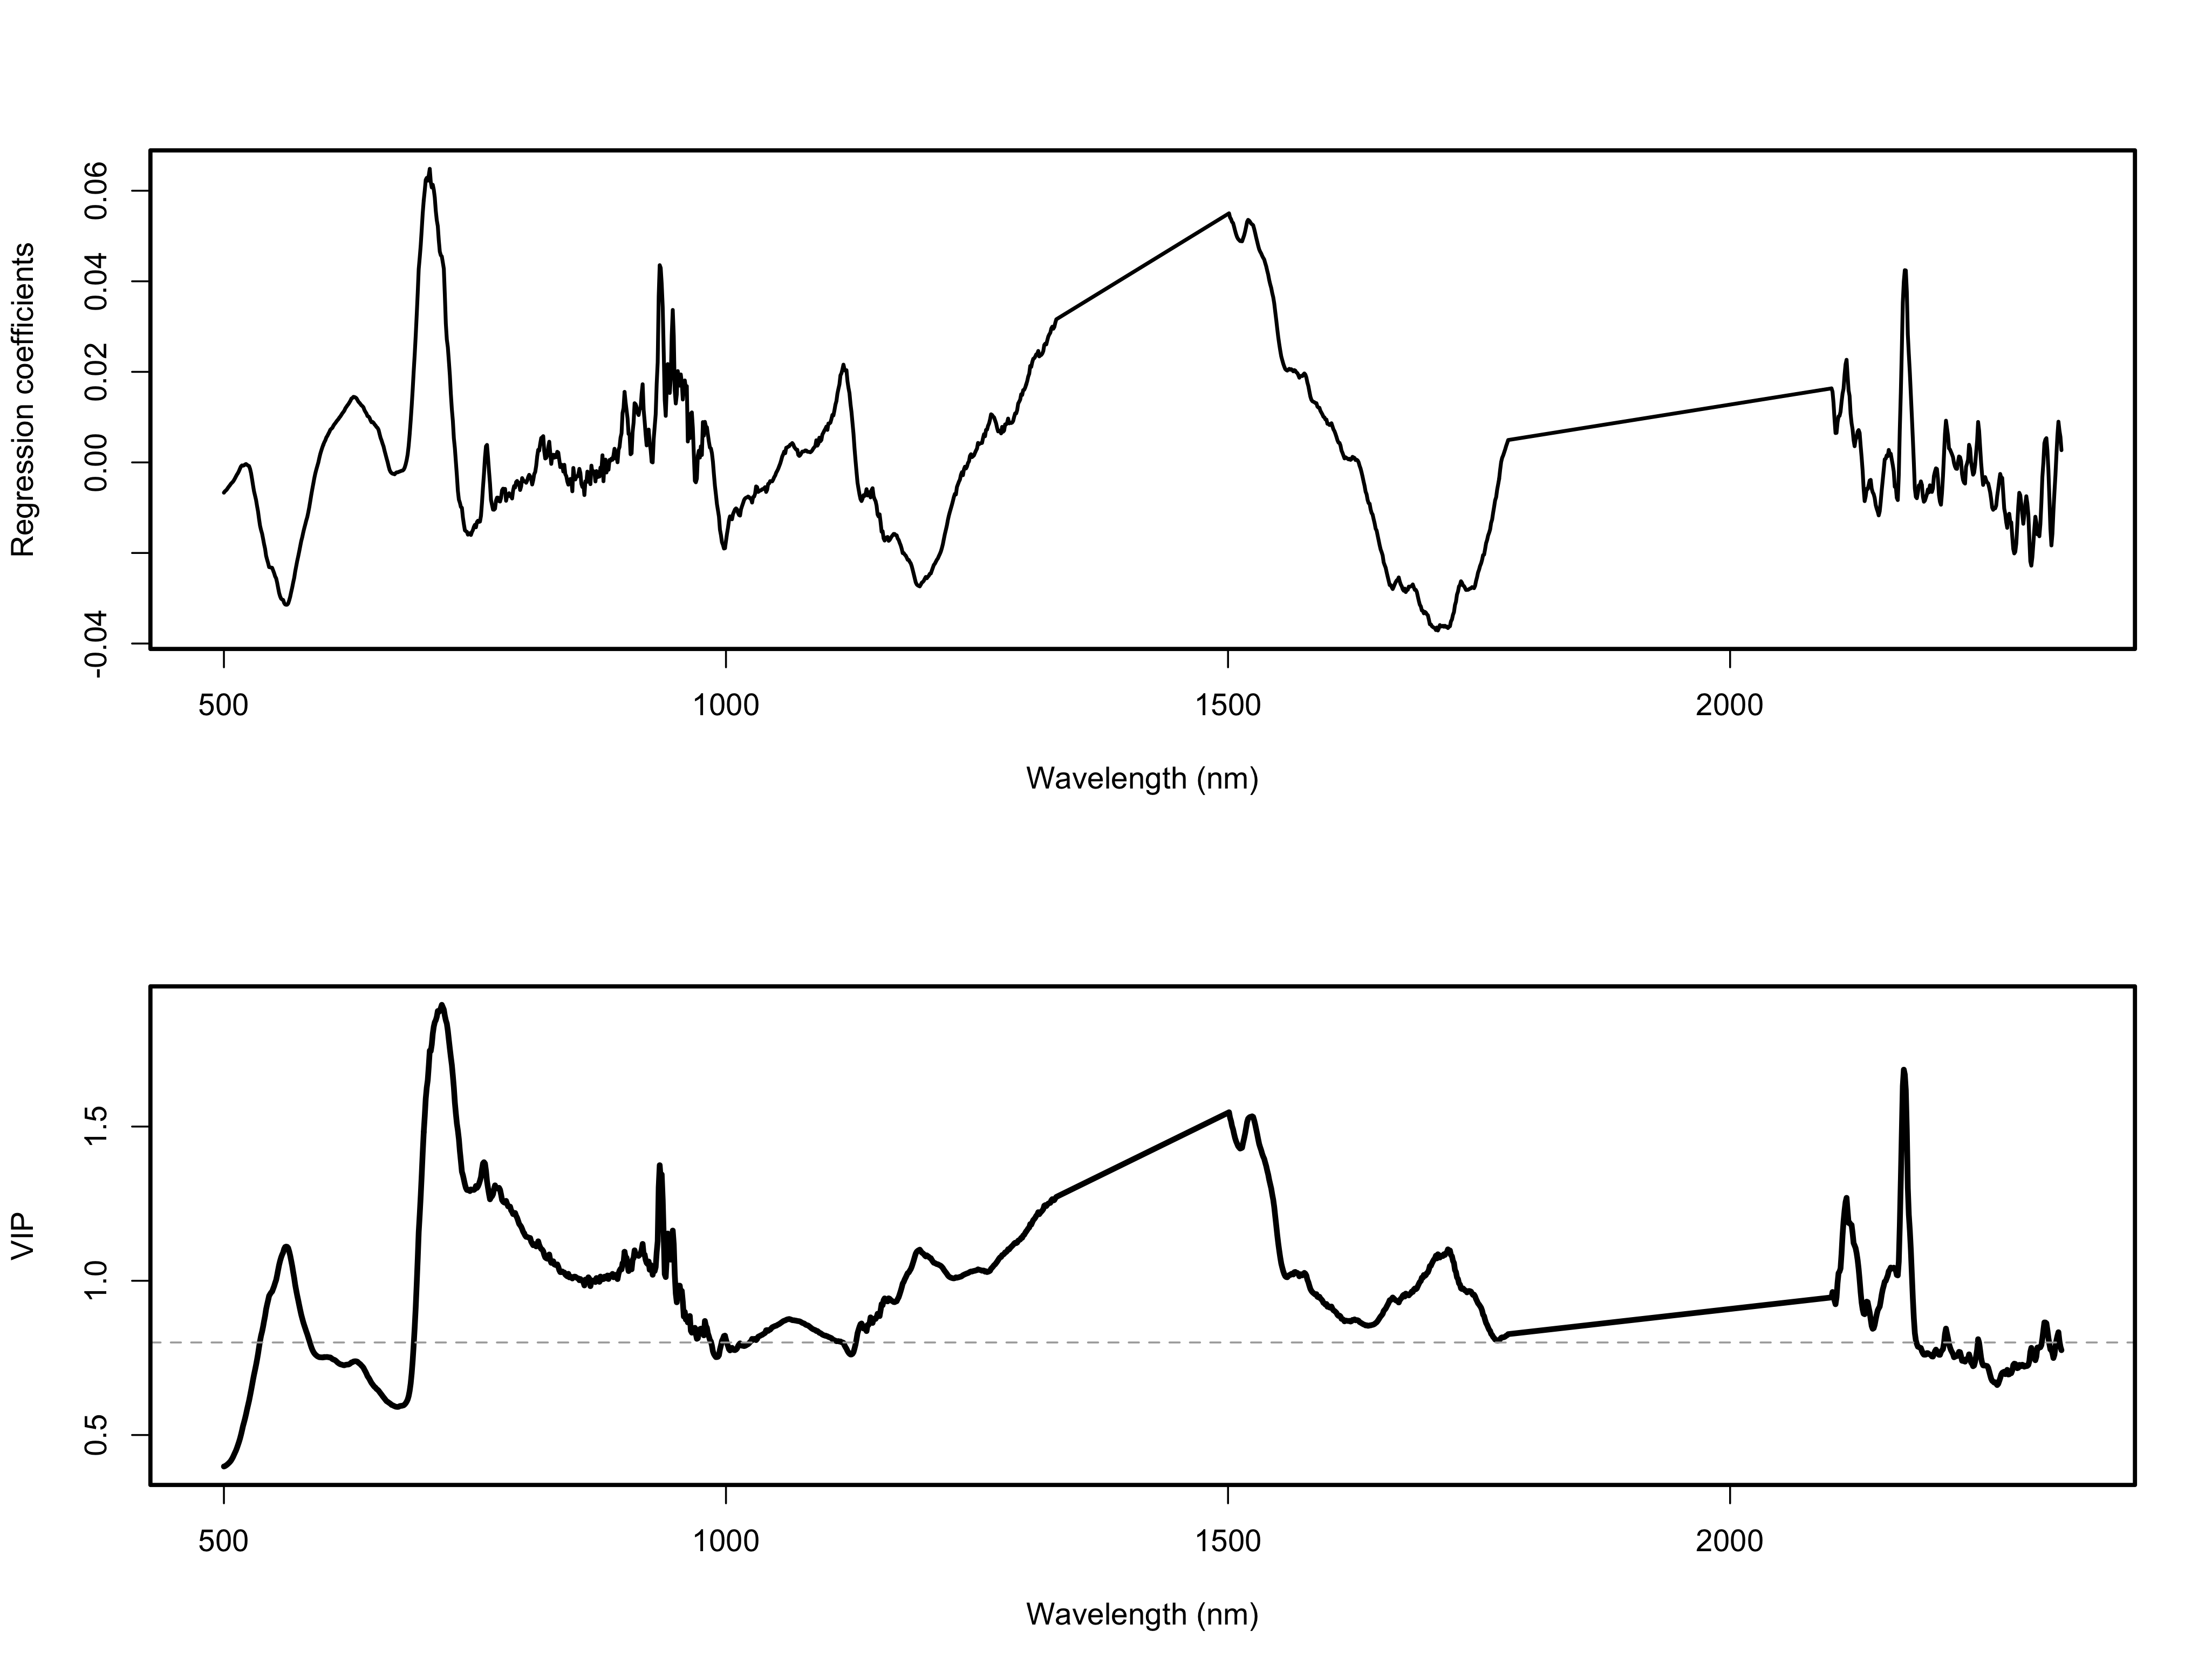 Regression coefficients
0.06
0.04
0.02
0.00
-0.04
500 1000 1500 2000
Wavelength (nm)
VIP
1.5
1.0
0.5
500 1000 1500 2000
Wavelength (nm)